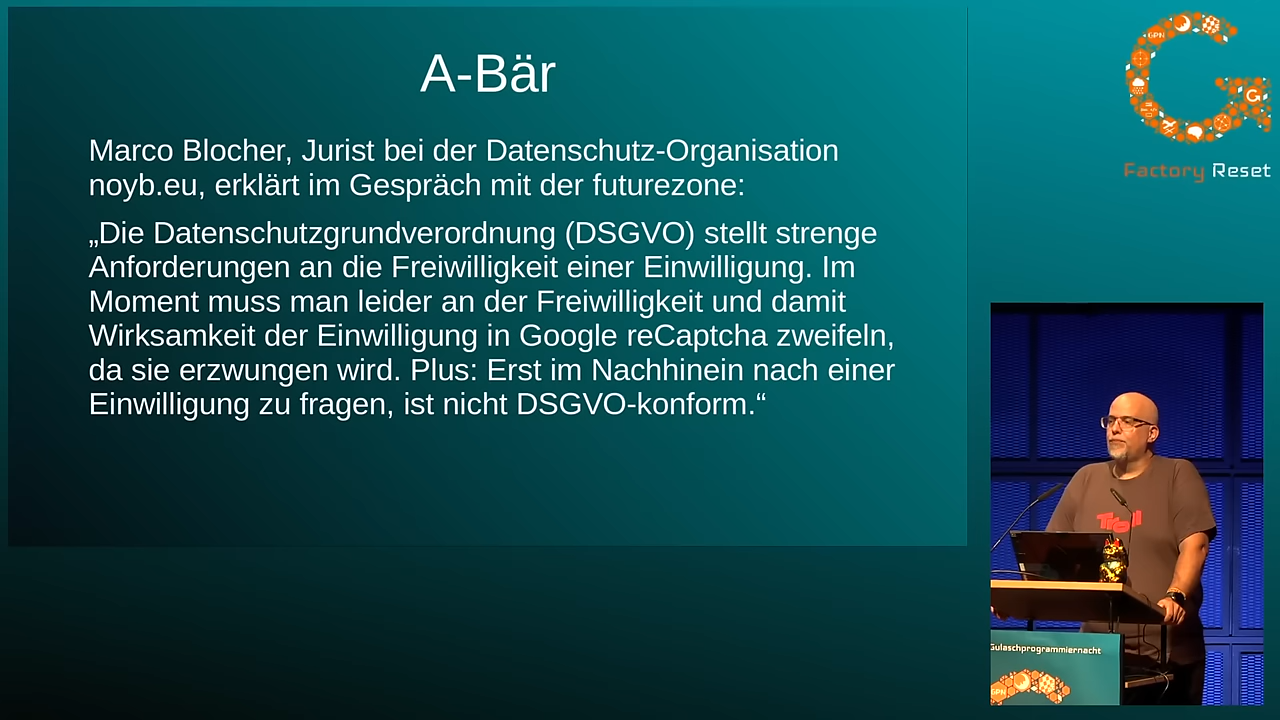 A-Bär
Marco Blocher, Jurist bei der Datenschutz-Organisation
noyb.eu, erklärt im Gespräch mit der futurezone:
„Die Datenschutzgrundverordnung (DSGVO) stellt strenge
Anforderungen an die Freiwilligkeit einer Einwilligung. Im
Moment muss man leider an der Freiwilligkeit und damit
Wirksamkeit der Einwilligung in Google reCaptcha zweifeln,
da sie erzwungen wird. Plus: Erst im Nachhinein nach einer
Einwilligung zu fragen, ist nicht DSGVO-konform.“
GPN
Factory Reset
Troll
Gulaschprogrammiernacht
GPN